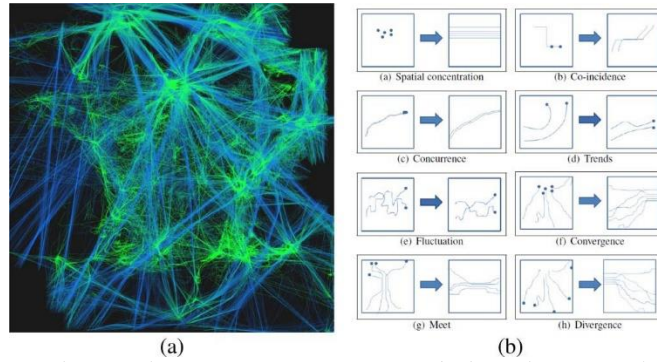 (a) Spatial concentration
(b) Co-incidence
(c) Concurrence
(d) Trends
(e) Fluctuation
(f) Convergence
(g) Meet
(h) Divergence
(a)
(b)